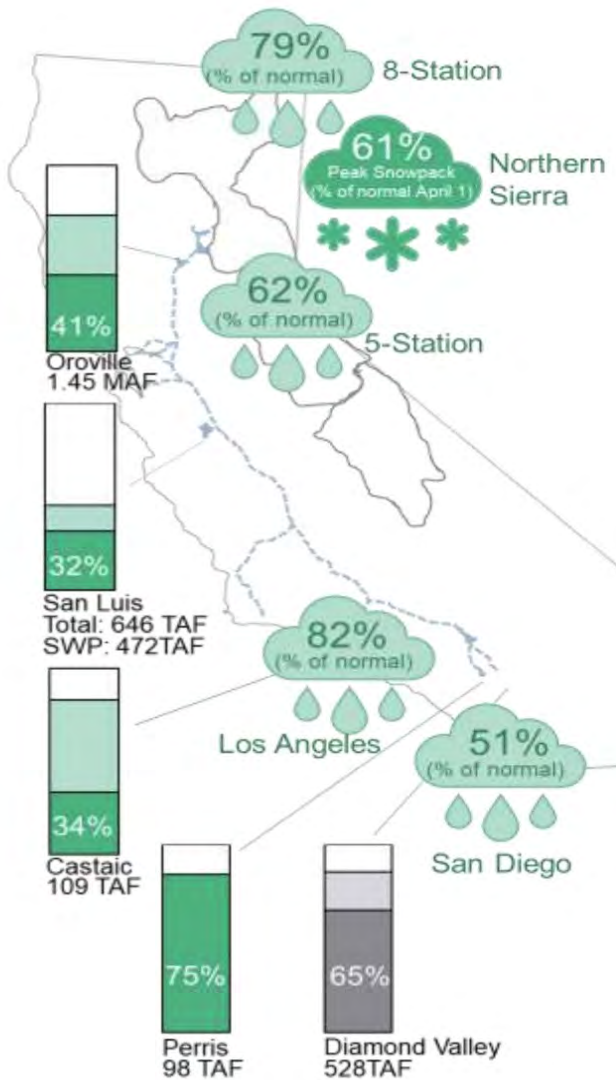 79%
(% of normal)
8-Station
61%
Peak Snowpack
(% of normal April 1)
Northern
Sierra
41%
Oroville
1.45 MAF
62%
(% of normal)
5-Station
32%
San Luis
Total: 646 TAF
SWP: 472TAF
82%
(% of normal)
Los Angeles
51%
(% of normal)
San Diego
34%
Castaic
109 TAF
75%
Perris
98 TAF
65%
Diamond Valley
528TAF